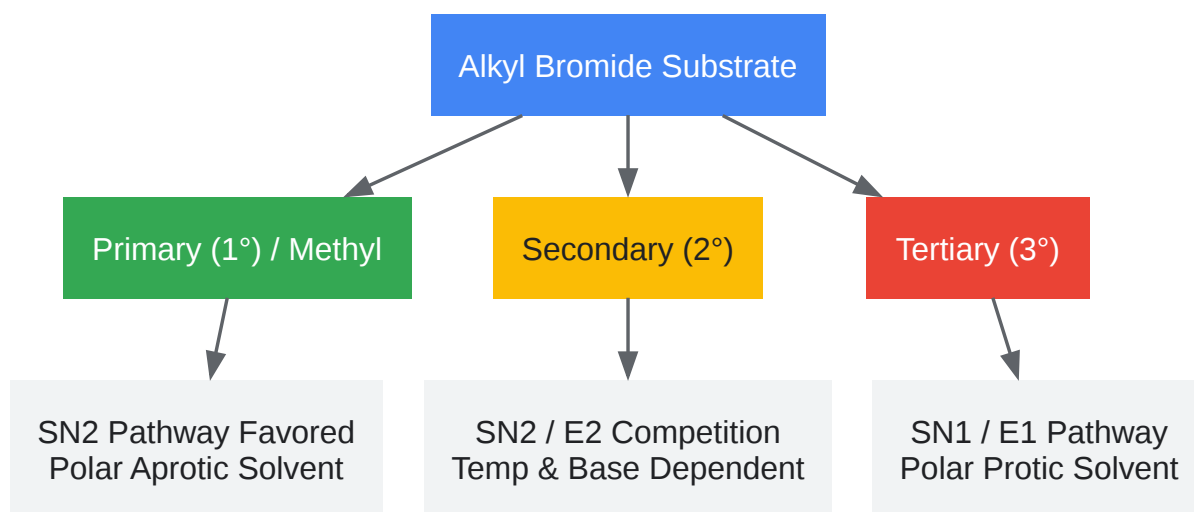 Alkyl Bromide Substrate
Primary (1°) / Methyl
Secondary (2°)
Tertiary (3°)
SN2 Pathway Favored
Polar Aprotic Solvent
SN2 / E2 Competition
Temp & Base Dependent
SN1 / E1 Pathway
Polar Protic Solvent